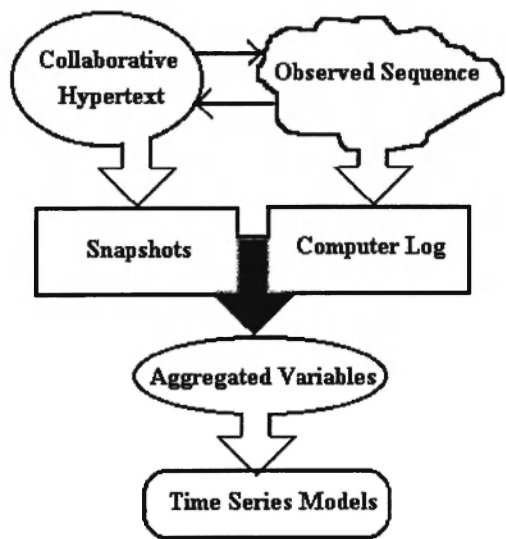 Collaborative
Hypertext
Observed Sequence
Snapshots
Computer Log
Aggregated Variables
Time Series Models